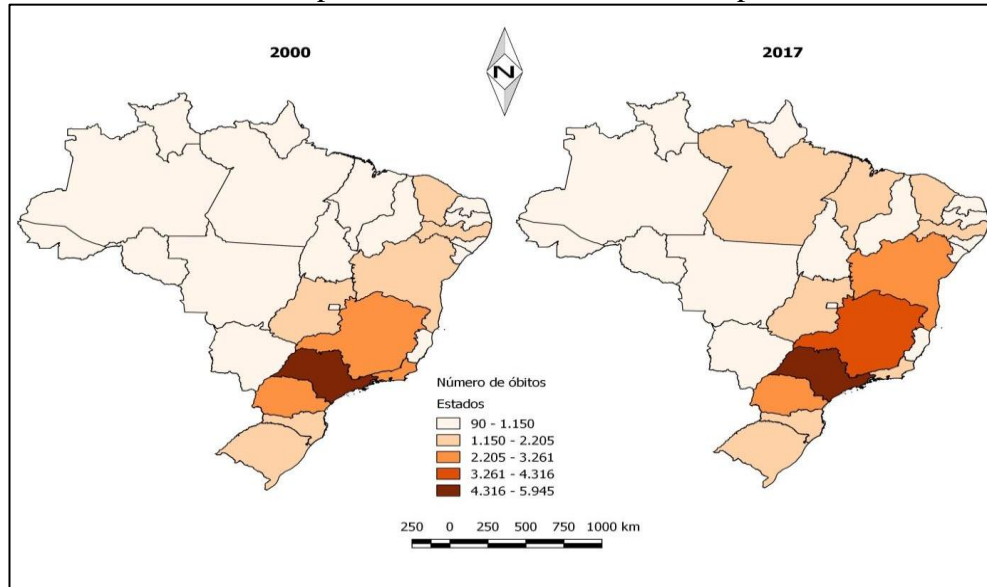 2000
N
2017
Número de óbitos
Estados
90 - 1.150
1.150 - 2.205
2.205 - 3.261
3.261 - 4.316
4.316 - 5.945
250 0 250 500 750 1000 km